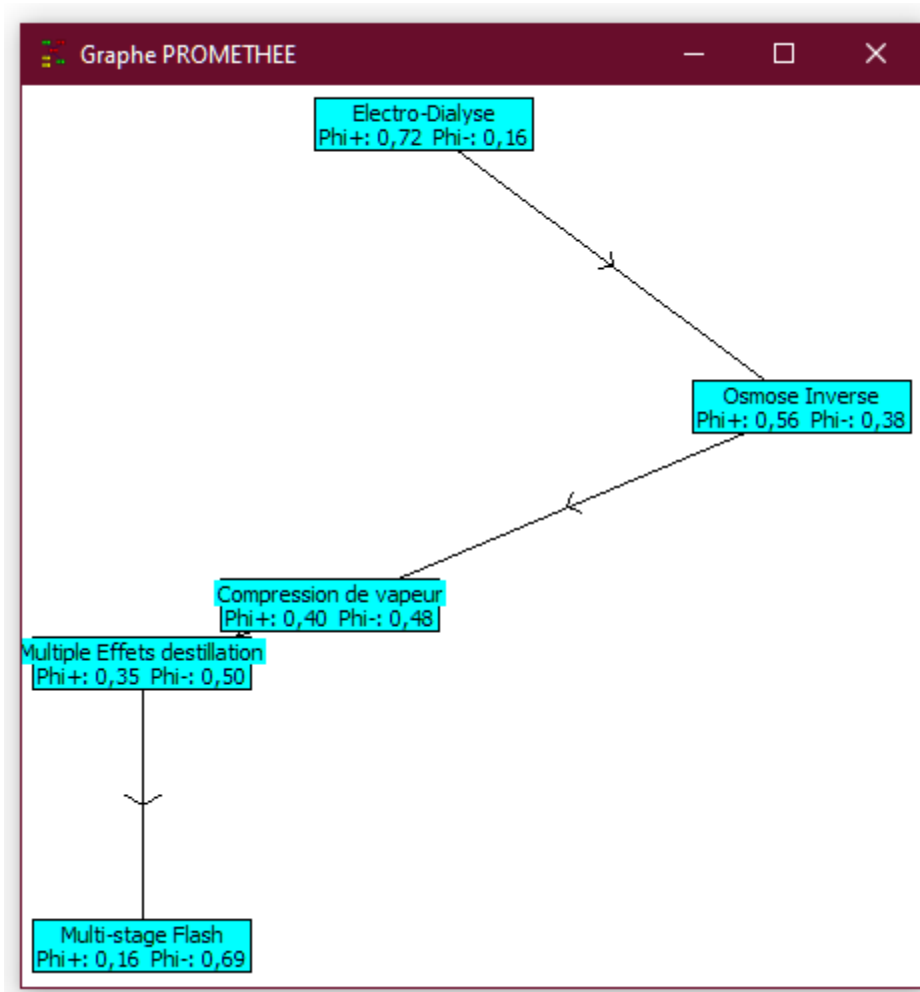 Graphe PROMETHEE
Electro-Dialyse
Phi+: 0,72 Phi-: 0,16
Osmose Inverse
Phi+: 0,56 Phi-: 0,38
Compression de vapeur
Phi+: 0,40 Phi-: 0,48
Multiple Effets destillation
Phi+: 0,35 Phi-: 0,50
Multi-stage Flash
Phi+: 0,16 Phi-: 0,69